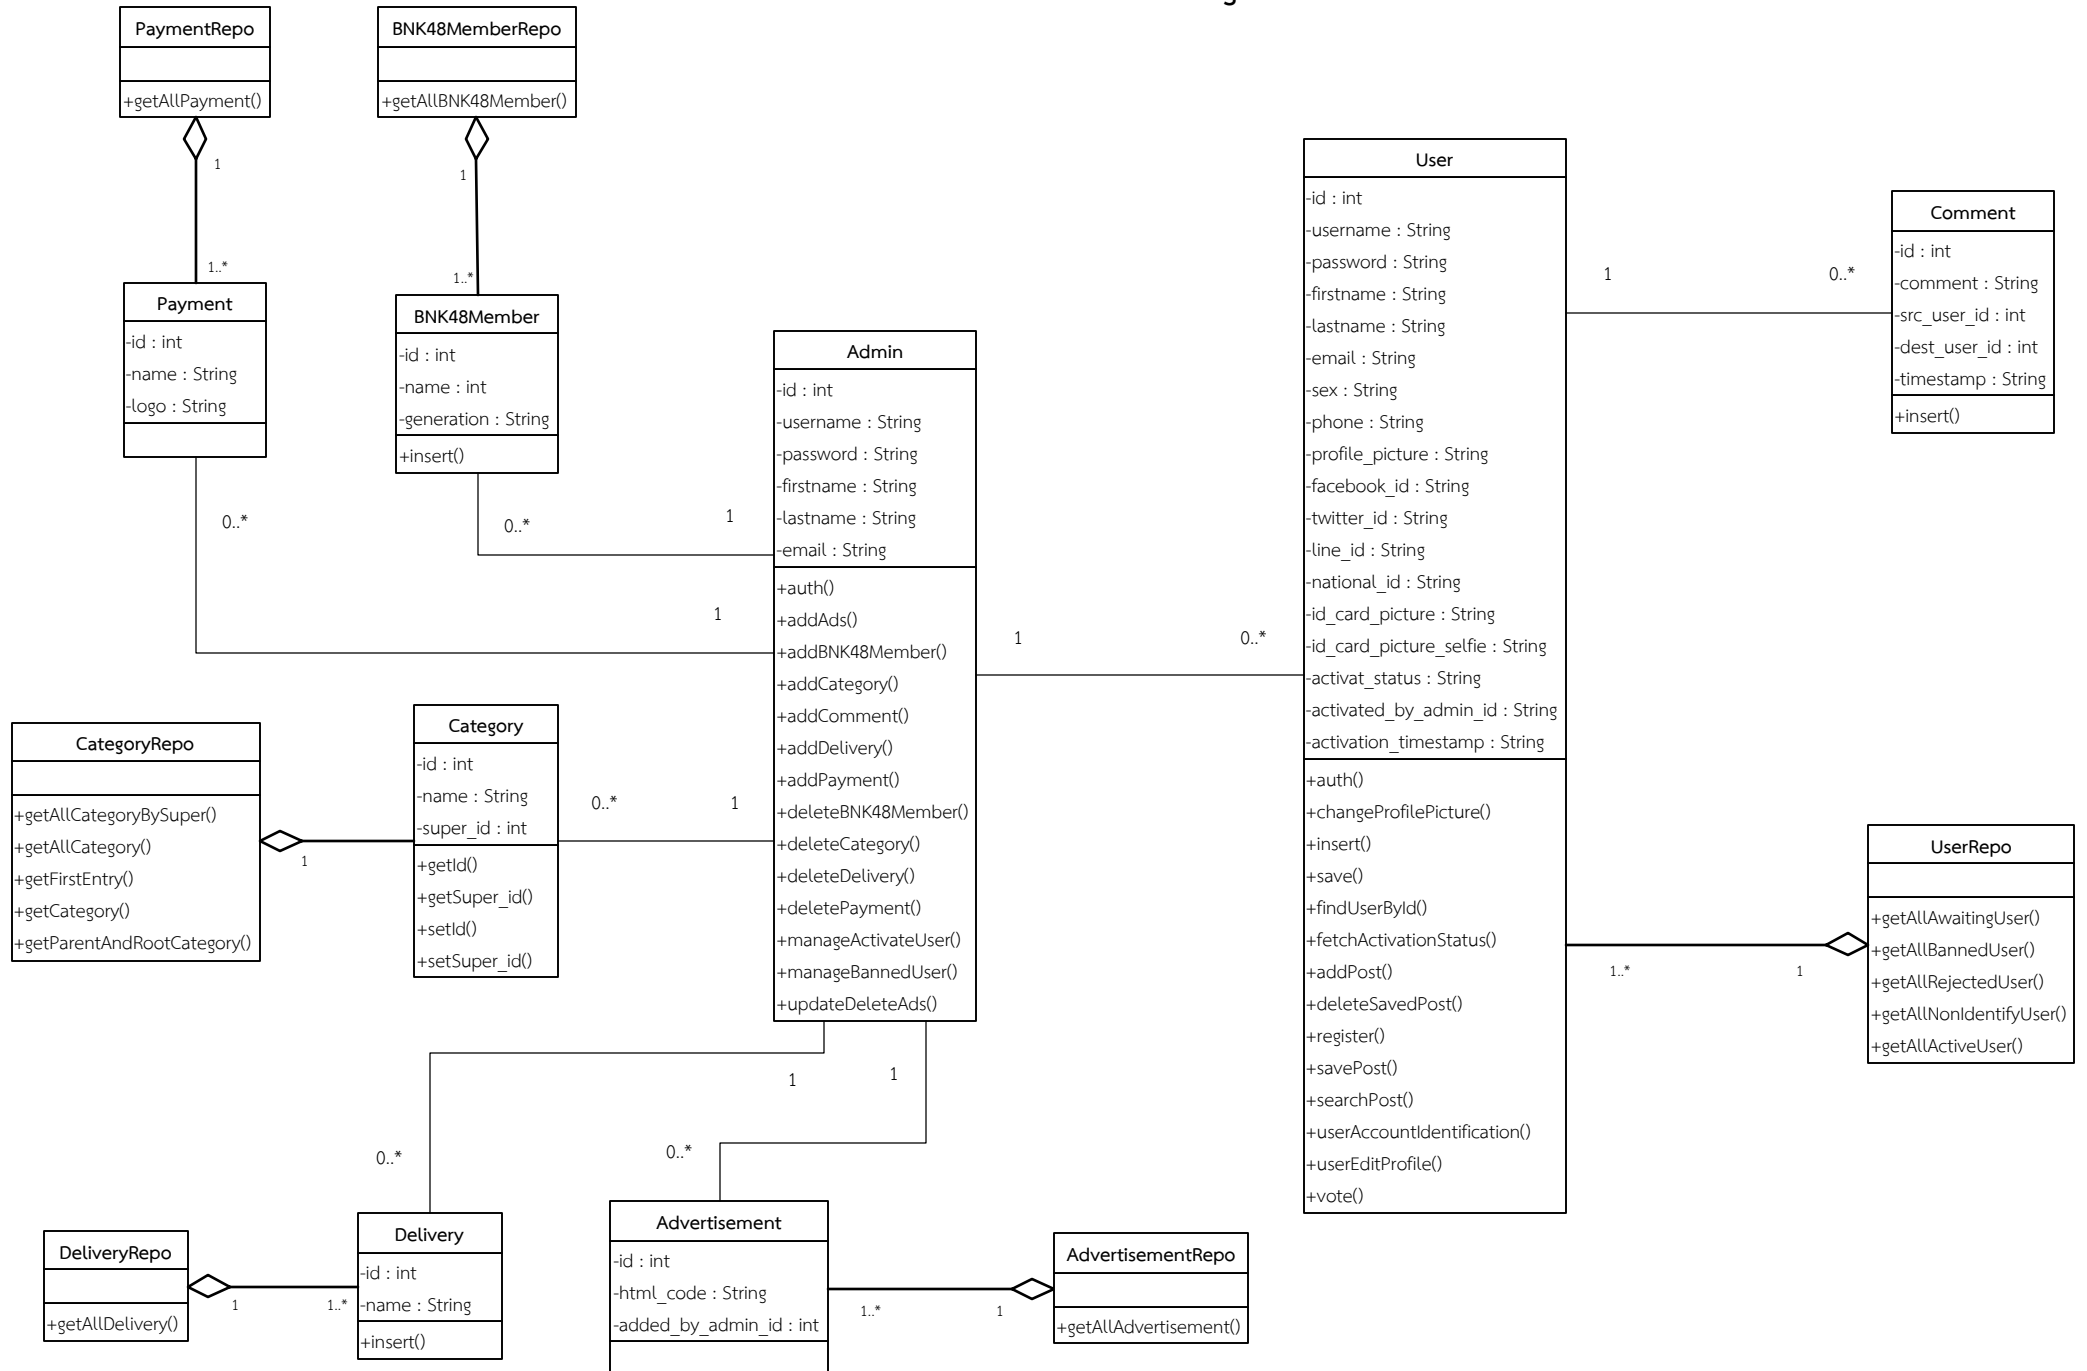 PaymentRepo
+getAllPayment()
1
1..*
BNK48MemberRepo
+getAllBNK48Member()
1
1..*
Payment
-id : int
-name : String
-logo : String
0..*
1
BNK48Member
-id : int
-name : int
-generation : String
+insert()
0..*
1
Admin
-id : int
-username : String
-password : String
-firstname : String
-lastname : String
-email : String
+auth()
+addAds()
+addBNK48Member()
+addCategory()
+addComment()
+addDelivery()
+addPayment()
+deleteBNK48Member()
+deleteCategory()
+deleteDelivery()
+deletePayment()
+manageActivateUser()
+manageBannedUser()
+updateDeleteAds()
1
0..*
User
-id : int
-username : String
-password : String
-firstname : String
-lastname : String
-email : String
-sex : String
-phone : String
-profile_picture : String
-facebook_id : String
-twitter_id : String
-line_id : String
-national_id : String
-id_card_picture : String
-id_card_picture_selfie : String
-activat_status : String
-activated_by_admin_id : String
-activation_timestamp : String
+auth()
+changeProfilePicture()
+insert()
+save()
+findUserById()
+fetchActivationStatus()
+addPost()
+deleteSavedPost()
+register()
+savePost()
+searchPost()
+userAccountIdentification()
+userEditProfile()
+vote()
1
0..*
Comment
-id : int
-comment : String
-src_user_id : int
-dest_user_id : int
-timestamp : String
+insert()
1..*
1
UserRepo
+getAllAwaitingUser()
+getAllBannedUser()
+getAllRejectedUser()
+getAllNonIdentifyUser()
+getAllActiveUser()
CategoryRepo
+getAllCategoryBySuper()
+getAllCategory()
+getFirstEntry()
+getCategory()
+getParentAndRootCategory()
1
Category
-id : int
-name : String
-super_id : int
+getId()
+getSuper_id()
+setId()
+setSuper_id()
0..*
1
1
1
0..*
0..*
DeliveryRepo
+getAllDelivery()
1
1..*
Delivery
-id : int
-name : String
+insert()
Advertisement
-id : int
-html_code : String
-added_by_admin_id : int
1..*
1
AdvertisementRepo
+getAllAdvertisement()